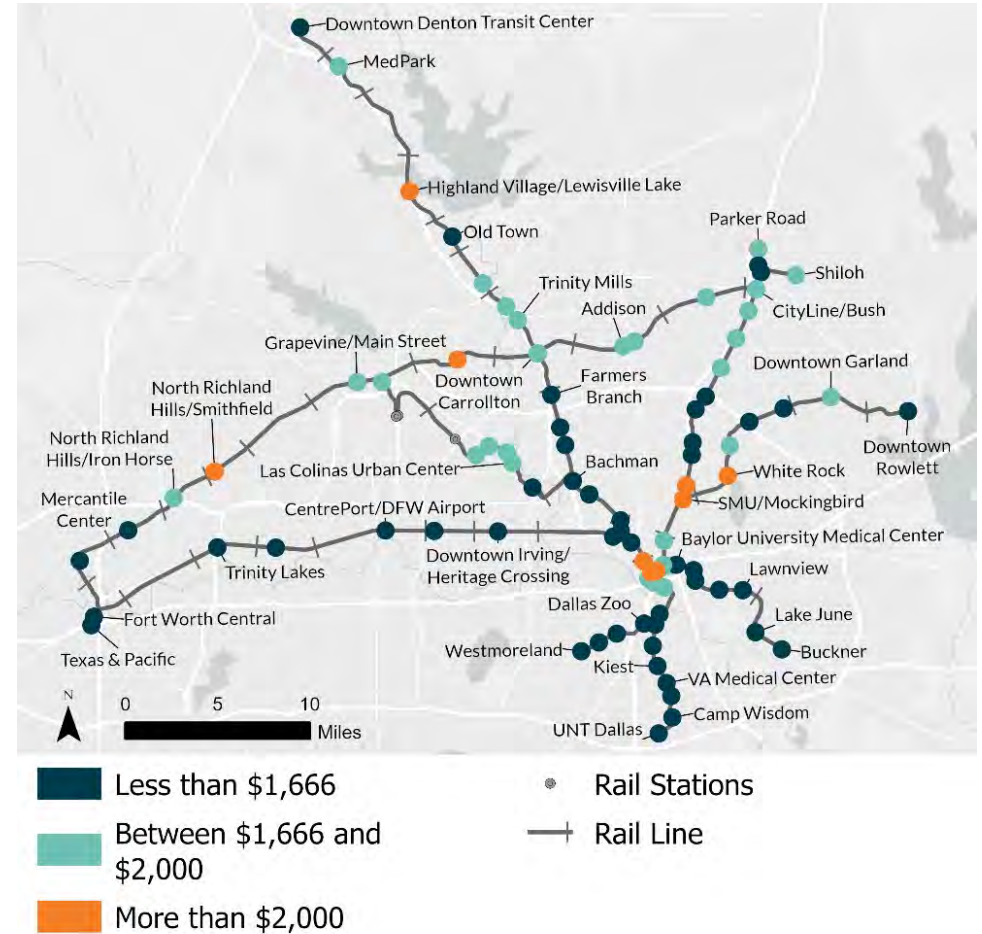 Downtown Denton Transit Center
MedPark
Highland Village/Lewisville Lake
Parker Road
Old Town
Shiloh
Trinity Mills
Addison
CityLine/Bush
Grapevine/Main Street
Downtown Garland
North Richland
Hills/Smithfield
Downtown
Carrollton
Farmers
Branch
North Richland
Hills/Iron Horse
Downtown
Rowlett
Las Colinas Urban Center
Bachman
White Rock
Mercantile
Center
SMU/Mockingbird
CentrePort/DFW Airport
Baylor University Medical Center
Downtown Irving/
Heritage Crossing
Trinity Lakes
Lawnview
Dallas Zoo
Fort Worth Central
Lake June
Texas & Pacific
Westmoreland
Buckner
Kiest
VA Medical Center
N
0 5 10
Miles
Camp Wisdom
UNT Dallas
Less than $1,666
Rail Stations
Between $1,666 and
$2,000
Rail Line
More than $2,000